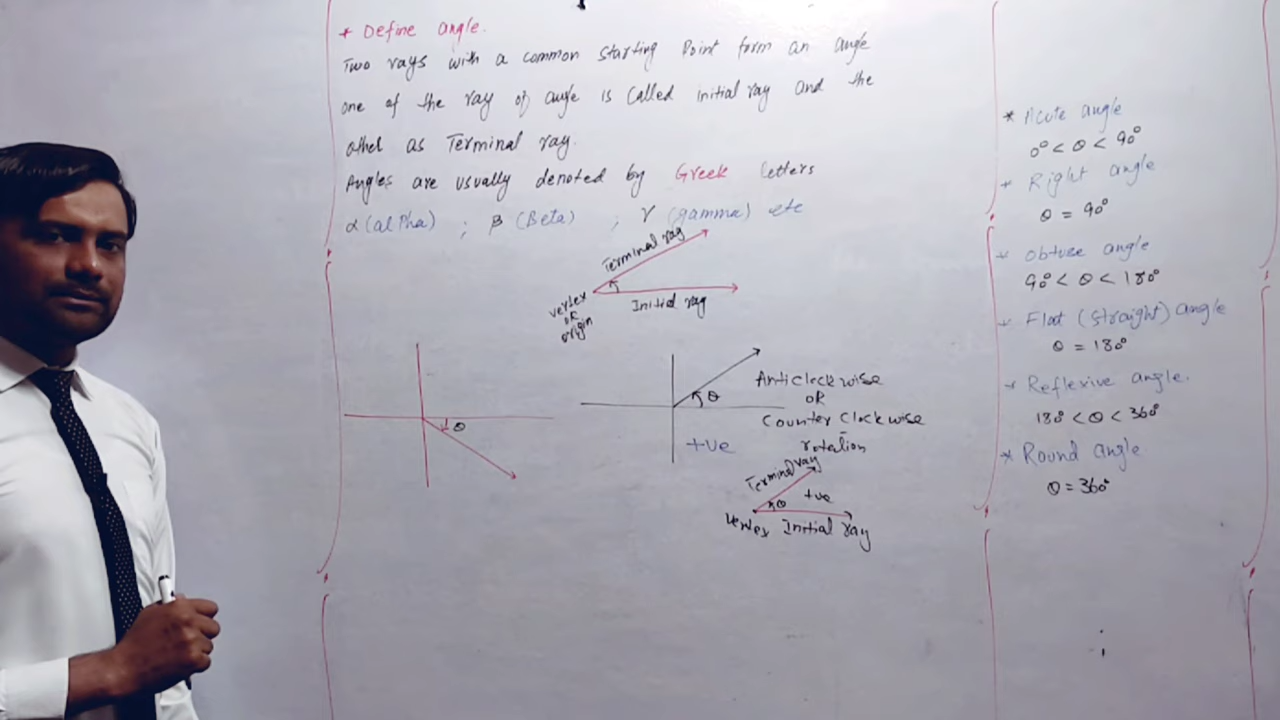 * Define angle.
Two rays with a common starting Point form an angle
one of the ray of angle is called initial ray and the
other as Terminal ray.
Angles are usually denoted by Greek letters
α (alPha) ; β (Beta) ; γ (gamma) etc
Terminal ray
Initial ray
vertex
OR
origin
θ
θ
Anticlockwise
OR
Counter Clockwise
rotation
+ve
Terminal ray
θ +ve
vertex Initial ray
* Acute angle
0° < θ < 90°
* Right angle
θ = 90°
* Obtuse angle
90° < θ < 180°
* Flat (straight) angle
θ = 180°
* Reflexive angle.
180° < θ < 360°
* Round angle
θ = 360°